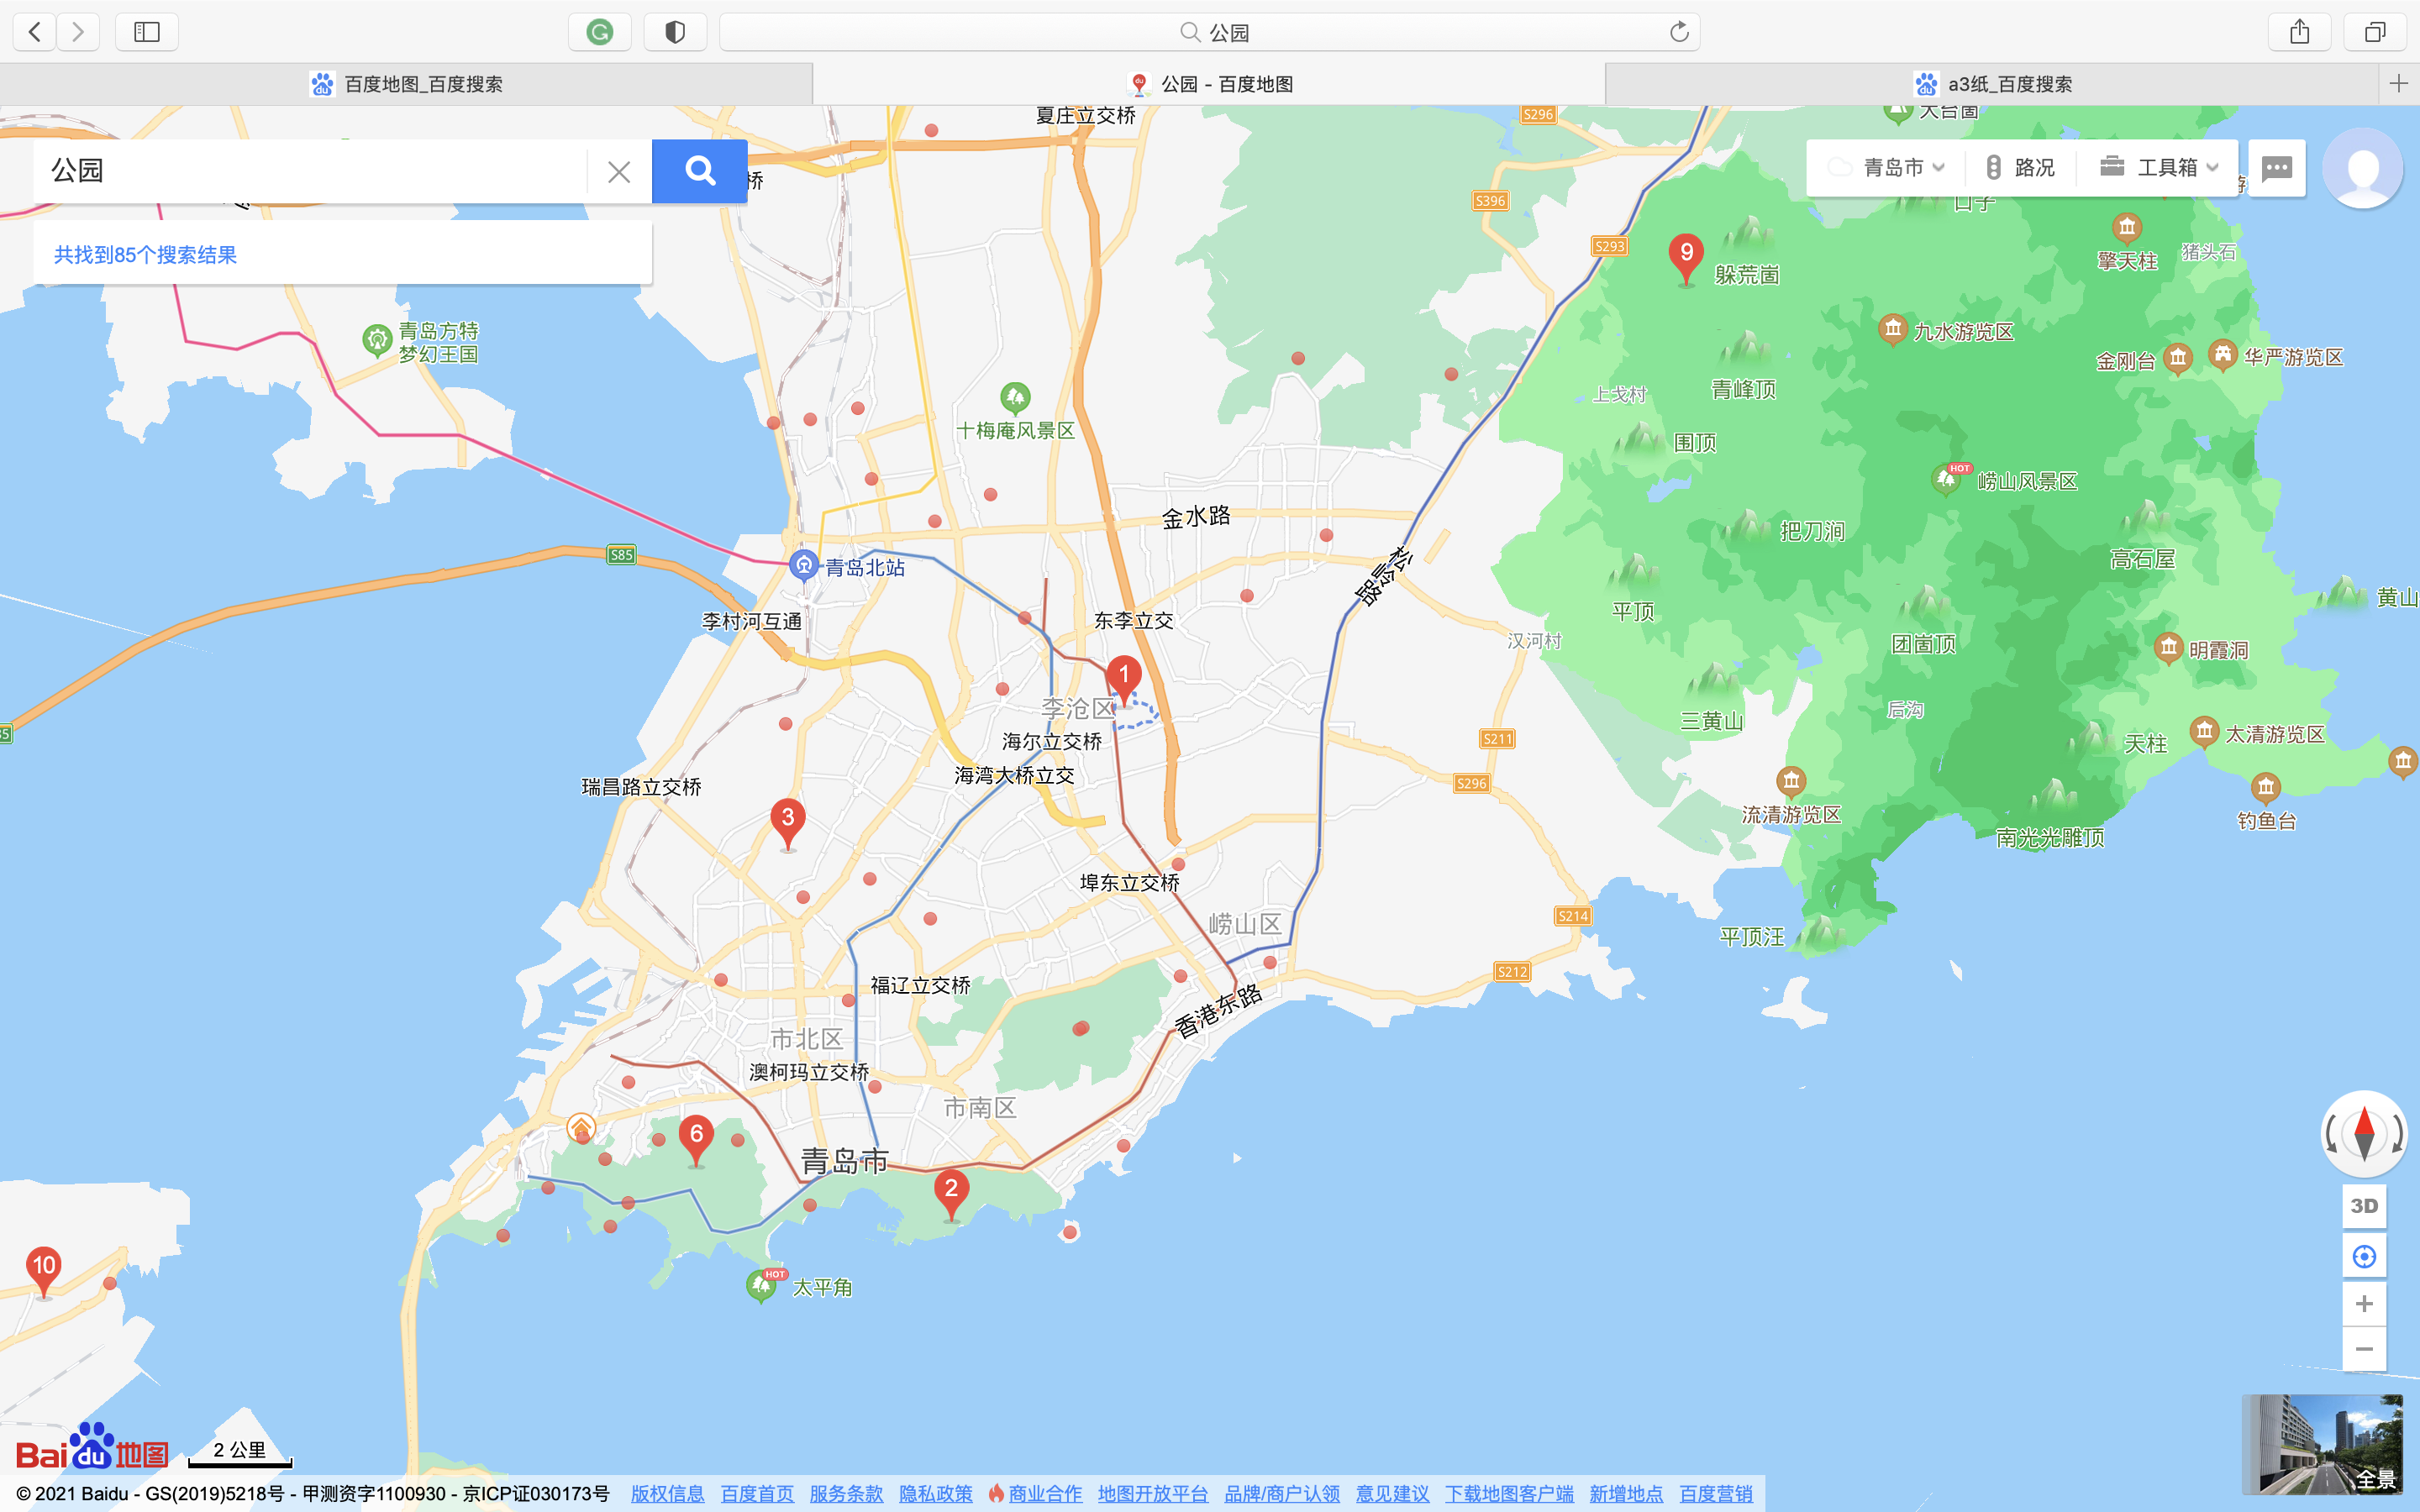 公园
百度地图_百度搜索
公园 - 百度地图
a3纸_百度搜索
公园
共找到85个搜索结果
青岛市
路况
工具箱
夏庄立交桥
桥
S296
大台崮
S396
S293
9
躲荒崮
口子
擎天柱
猪头石
青岛方特
梦幻王国
九水游览区
金刚台
华严游览区
上戈村
青峰顶
十梅庵风景区
围顶
HOT
崂山风景区
金水路
把刀涧
高石屋
S85
青岛北站
松岭路
平顶
黄山
李村河互通
东李立交
汉河村
团崮顶
明霞洞
1
李沧区
三黄山
后沟
S85
海尔立交桥
S211
天柱
太清游览区
海湾大桥立交
瑞昌路立交桥
S296
流清游览区
钓鱼台
3
南光光雕顶
埠东立交桥
崂山区
S214
平顶汪
福辽立交桥
S212
香港东路
市北区
澳柯玛立交桥
市南区
6
青岛市
2
10
HOT
太平角
3D
Bai du 地图
2 公里
全景
© 2021 Baidu - GS(2019)5218号 - 甲测资字1100930 - 京ICP证030173号 版权信息 百度首页 服务条款 隐私政策 商业合作 地图开放平台 品牌/商户认领 意见建议 下载地图客户端 新增地点 百度营销